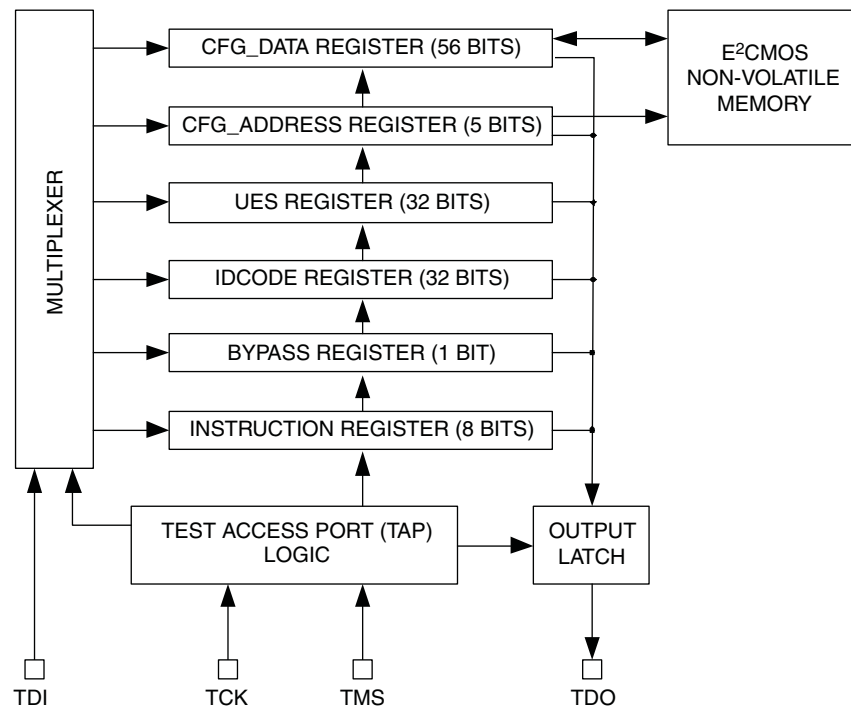 MULTIPLEXER
CFG_DATA REGISTER (56 BITS)
E²CMOS
NON-VOLATILE
MEMORY
CFG_ADDRESS REGISTER (5 BITS)
UES REGISTER (32 BITS)
IDCODE REGISTER (32 BITS)
BYPASS REGISTER (1 BIT)
INSTRUCTION REGISTER (8 BITS)
TEST ACCESS PORT (TAP)
LOGIC
OUTPUT
LATCH
TDI
TCK
TMS
TDO